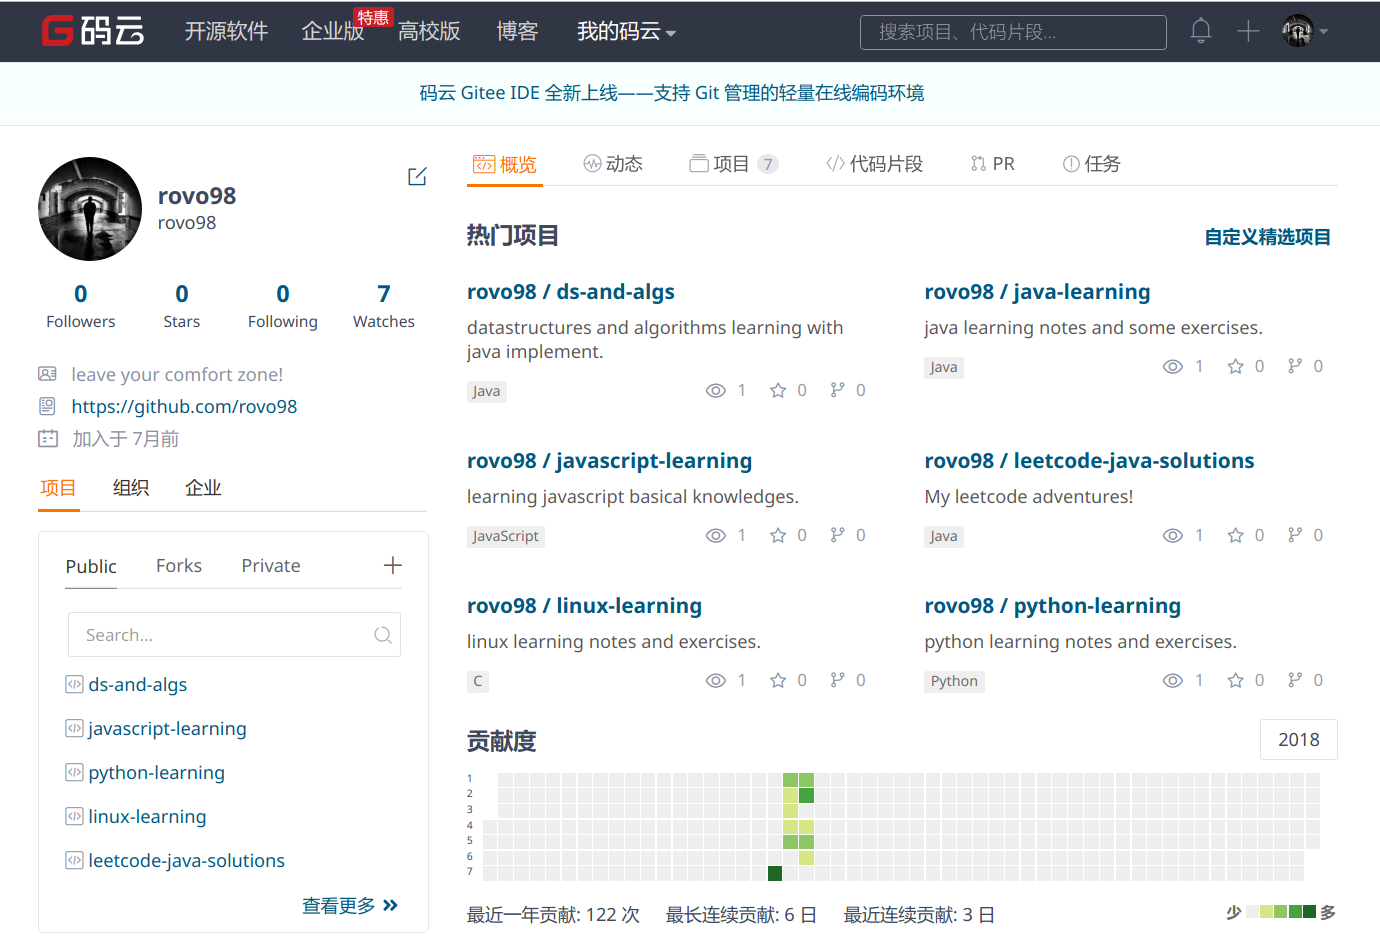 码云 开源软件 企业版 特惠 高校版 博客 我的码云 搜索项目、代码片段...
码云 Gitee IDE 全新上线——支持 Git 管理的轻量在线编码环境
rovo98
rovo98
0 0 0 7
Followers Stars Following Watches
leave your comfort zone!
https://github.com/rovo98
加入于 7月前
项目 组织 企业
Public Forks Private
Search...
ds-and-algs
javascript-learning
python-learning
linux-learning
leetcode-java-solutions
查看更多
概览 动态 项目 7 代码片段 PR 任务
热门项目 自定义精选项目
rovo98 / ds-and-algs
datastructures and algorithms learning with
java implement.
Java 1 0 0
rovo98 / java-learning
java learning notes and some exercises.
Java 1 0 0
rovo98 / javascript-learning
learning javascript basical knowledges.
JavaScript 1 0 0
rovo98 / leetcode-java-solutions
My leetcode adventures!
Java 1 0 0
rovo98 / linux-learning
linux learning notes and exercises.
C 1 0 0
rovo98 / python-learning
python learning notes and exercises.
Python 1 0 0
贡献度 2018
1
2
3
4
5
6
7
最近一年贡献: 122 次 最长连续贡献: 6 日 最近连续贡献: 3 日 少 多